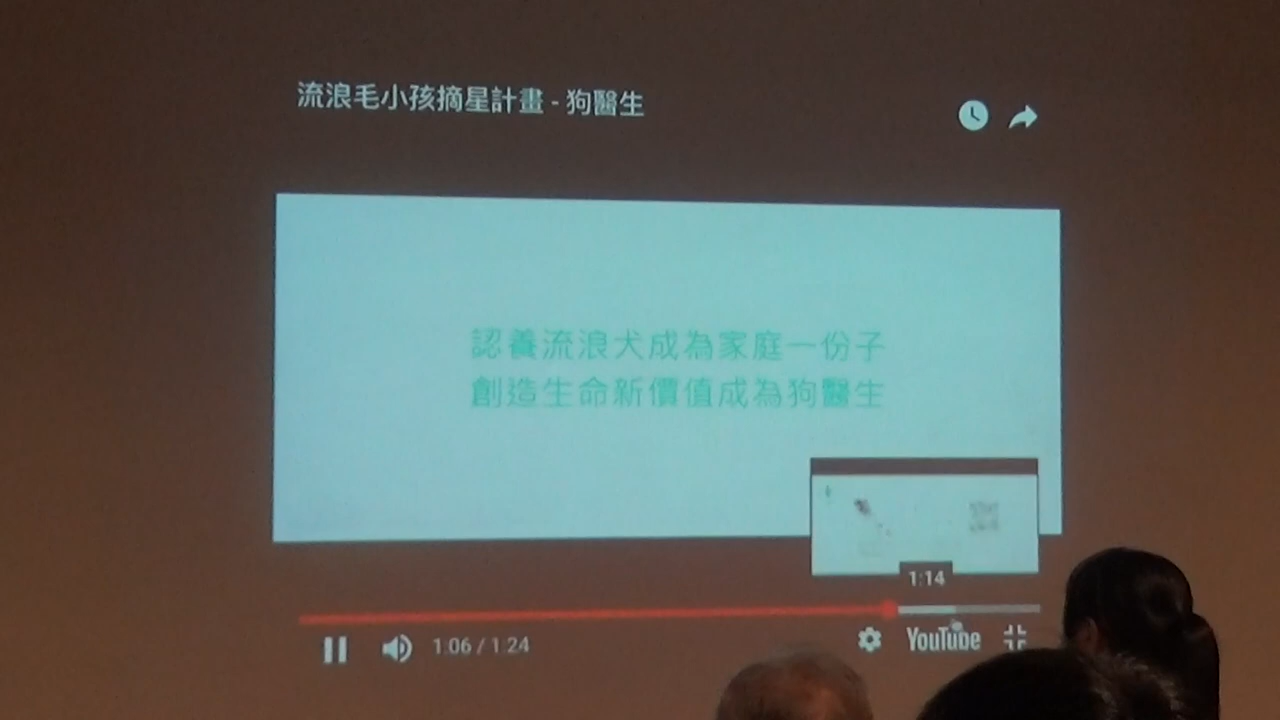 流浪毛小孩摘星計畫 - 狗醫生
認養流浪犬成為家庭一份子
創造生命新價值成為狗醫生
1:14
1:06 / 1:24
YouTube